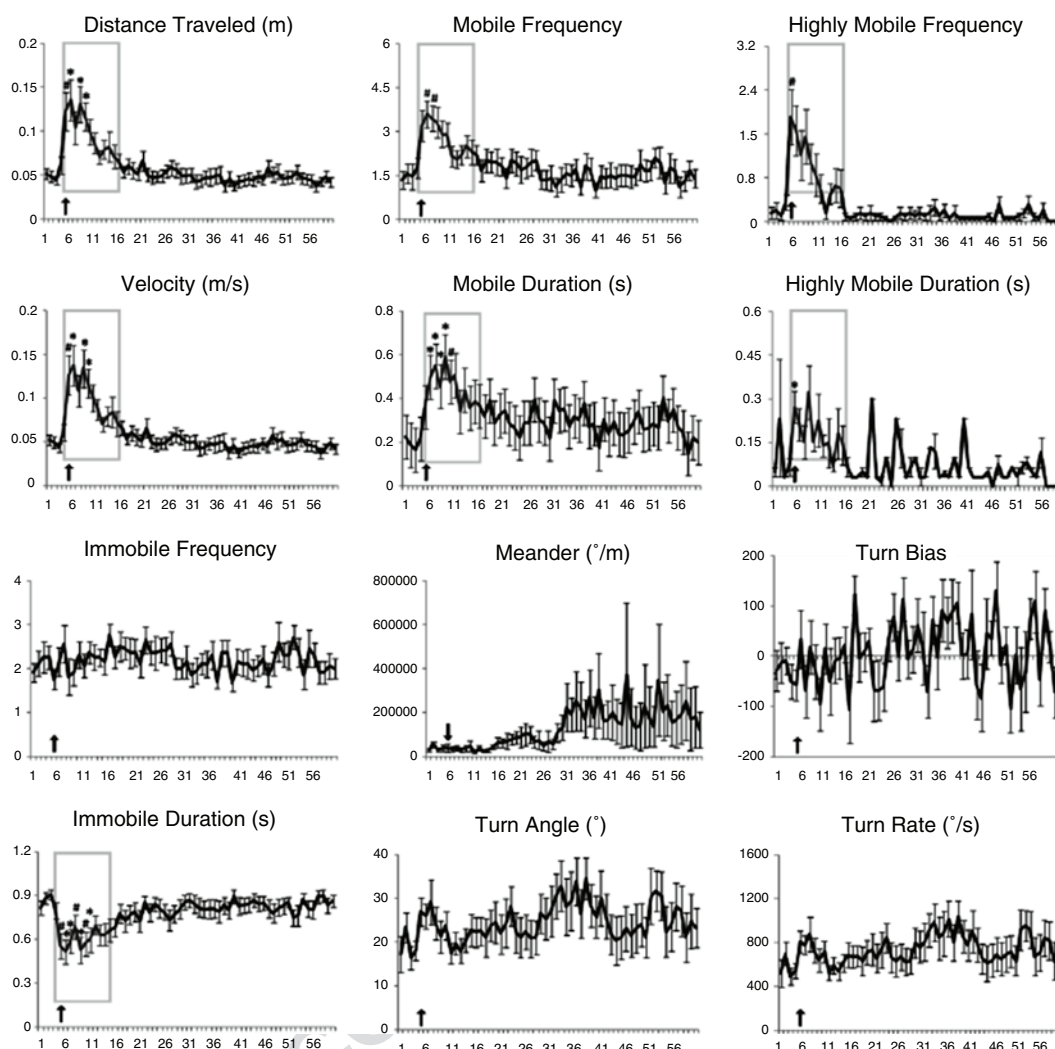 Distance Traveled (m)
0.2
0.15
0.1
0.05
0
# * * *
1 6 11 16 21 26 31 36 41 46 51 56
Mobile Frequency
6
4.5
3
1.5
0
# #
1 6 11 16 21 26 31 36 41 46 51 56
Highly Mobile Frequency
3.2
2.4
1.5
0.8
0
#
1 6 11 16 21 26 31 36 41 46 51 56
Velocity (m/s)
0.2
0.15
0.1
0.05
0
# * # *
1 6 11 16 21 26 31 36 41 46 51 56
Mobile Duration (s)
0.8
0.6
0.4
0.2
0
* * * * #
1 6 11 16 21 26 31 36 41 46 51 56
Highly Mobile Duration (s)
0.6
0.45
0.3
0.15
0
*
1 6 11 16 21 26 31 36 41 46 51 56
Immobile Frequency
4
3
2
1
0
1 6 11 16 21 26 31 36 41 46 51 56
Meander (°/m)
800000
600000
400000
200000
0
1 6 11 16 21 26 31 36 41 46 51 56
Turn Bias
200
100
0
-100
-200
1 6 11 16 21 26 31 36 41 46 51 56
Immobile Duration (s)
1.2
0.9
0.6
0.3
0
# * # # *
1 6 11 16 21 26 31 36 41 46 51 56
Turn Angle (°)
40
30
20
10
0
1 6 11 16 21 26 31 36 41 46 51 56
Turn Rate (°/s)
1600
1200
800
400
0
1 6 11 16 21 26 31 36 41 46 51 56